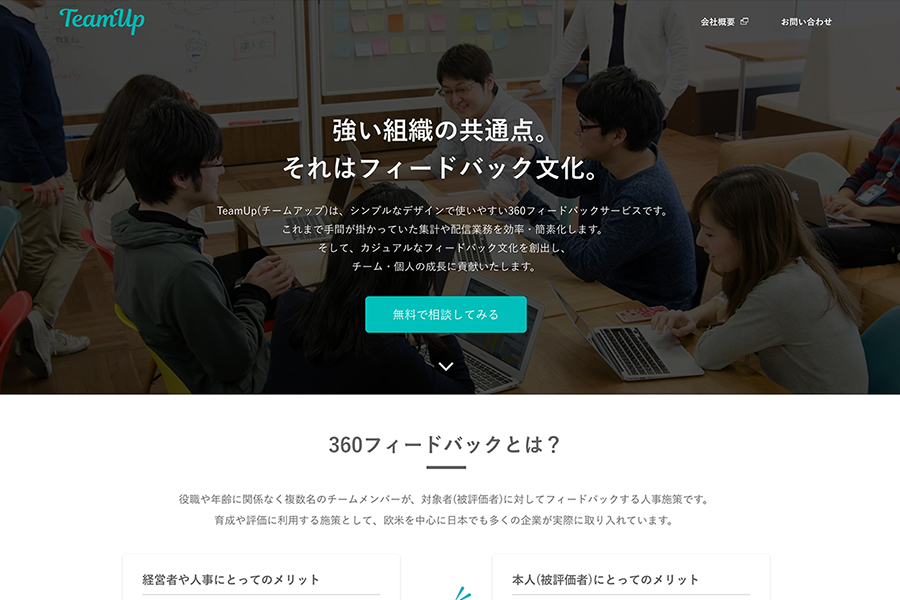 TeamUp
会社概要
お問い合わせ
強い組織の共通点。
それはフィードバック文化。
TeamUp(チームアップ)は、シンプルなデザインで使いやすい360フィードバックサービスです。
これまで手間が掛かっていた集計や配信業務を効率・簡素化します。
そして、カジュアルなフィードバック文化を創出し、
チーム・個人の成長に貢献いたします。
無料で相談してみる
360フィードバックとは？
役職や年齢に関係なく複数名のチームメンバーが、対象者(被評価者)に対してフィードバックする人事施策です。
育成や評価に利用する施策として、欧米を中心に日本でも多くの企業が実際に取り入れています。
経営者や人事にとってのメリット
本人(被評価者)にとってのメリット